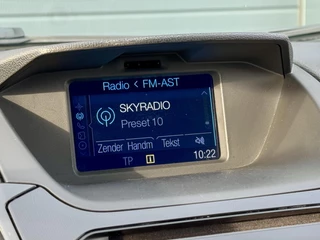 Radio < FM-AST
SKYRADIO
Preset 10
Zender Handm Tekst
TP 10:22